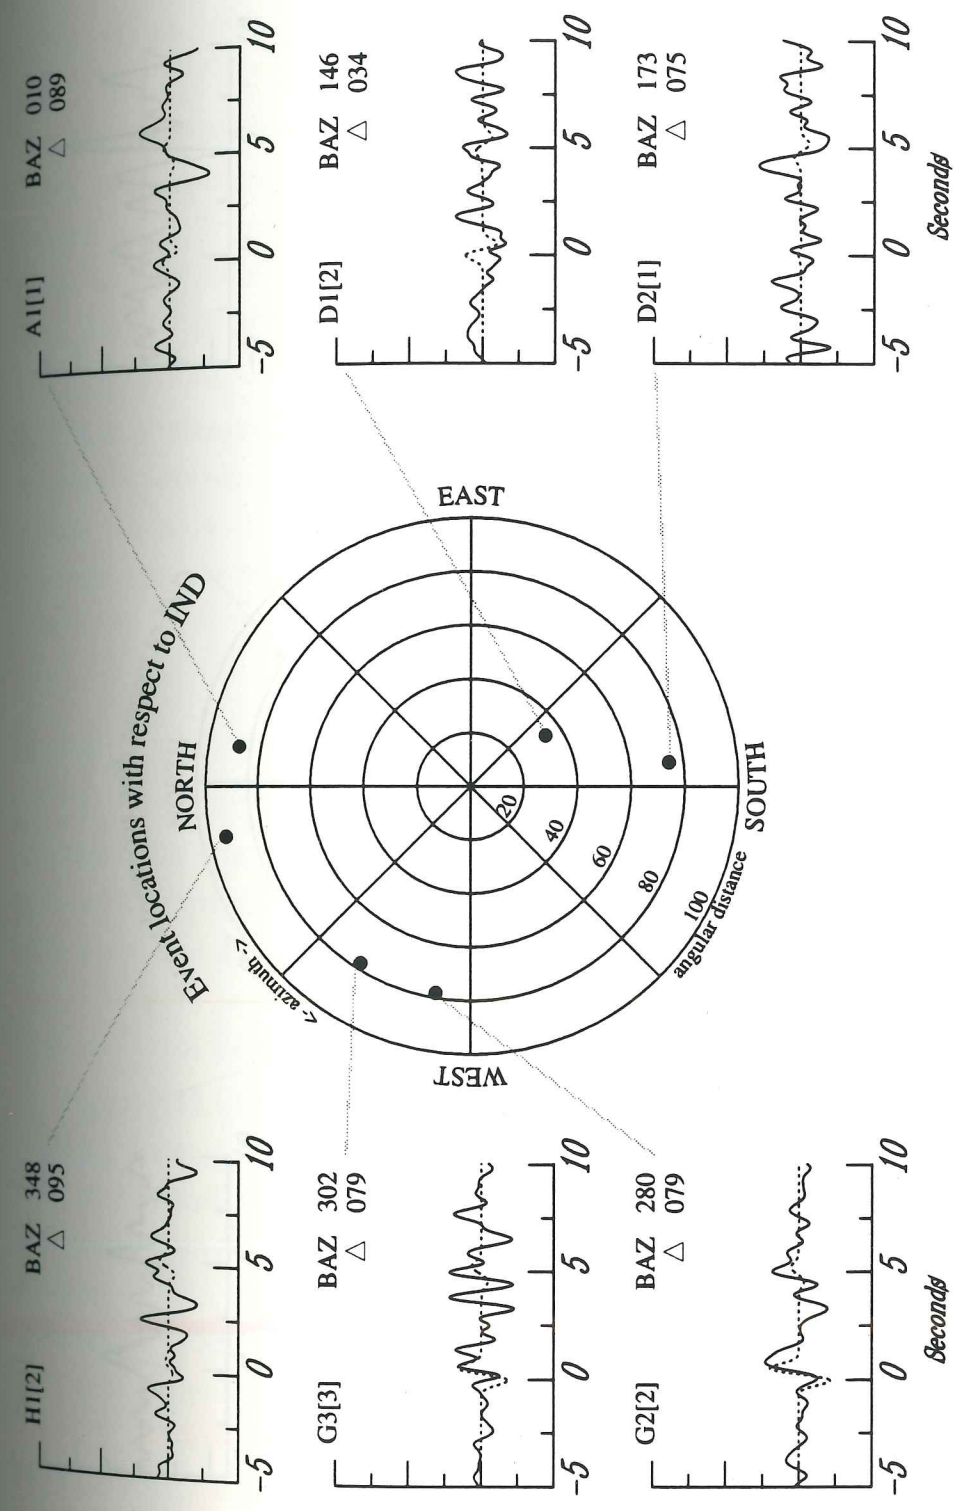 H1[2] BAZ 348
△ 095
-5 0 5 10
G3[3] BAZ 302
△ 079
-5 0 5 10
G2[2] BAZ 280
△ 079
-5 0 5 10
Seconds
Event locations with respect to IND
NORTH
<- azimuth ->
WEST
EAST
20
40
60
80
100
angular distance
SOUTH
A1[1] BAZ 010
△ 089
-5 0 5 10
D1[2] BAZ 146
△ 034
-5 0 5 10
D2[1] BAZ 173
△ 075
-5 0 5 10
Seconds